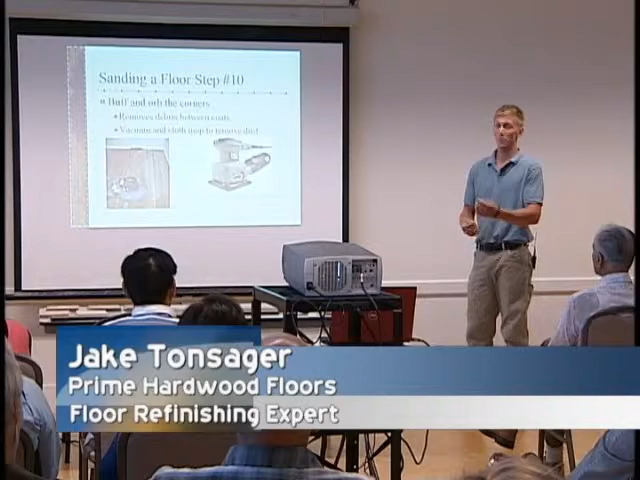 Sanding a Floor Step #10
Buff and orb the corners
Removes debris between coats
Vacuum and cloth mop to remove dust
Jake Tonsager
Prime Hardwood Floors
Floor Refinishing Expert